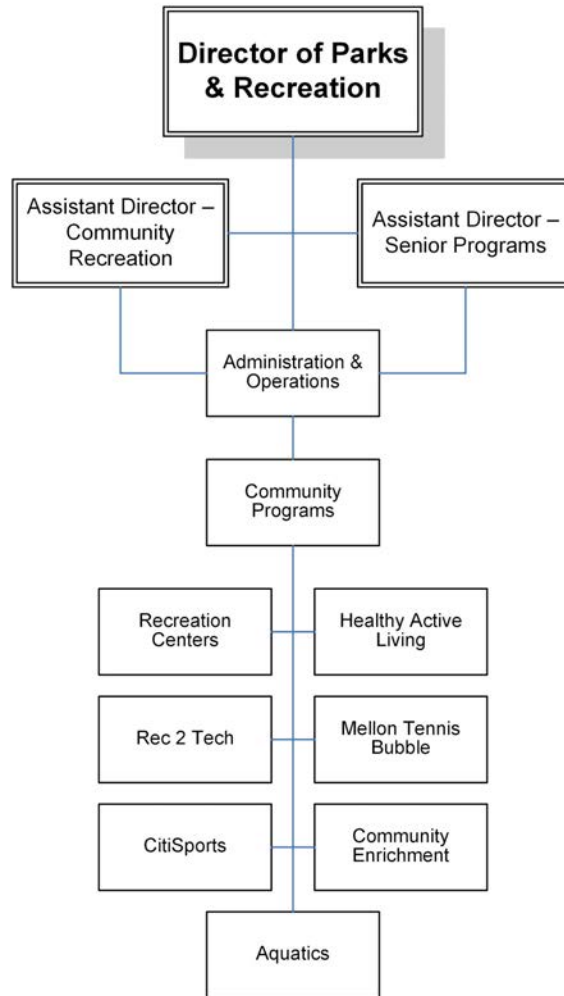 Director of Parks
& Recreation
Assistant Director –
Community
Recreation
Assistant Director –
Senior Programs
Administration &
Operations
Community
Programs
Recreation
Centers
Healthy Active
Living
Rec 2 Tech
Mellon Tennis
Bubble
CitiSports
Community
Enrichment
Aquatics